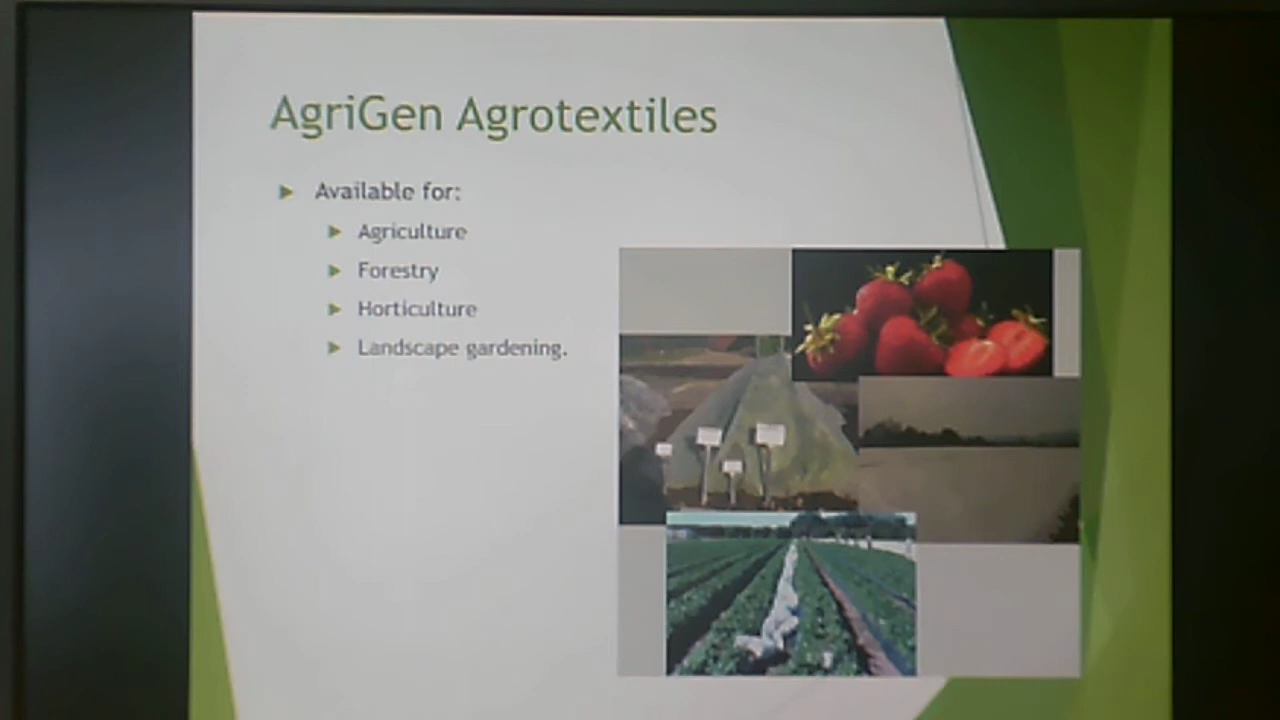 AgriGen Agrotextiles
Available for:
Agriculture
Forestry
Horticulture
Landscape gardening.